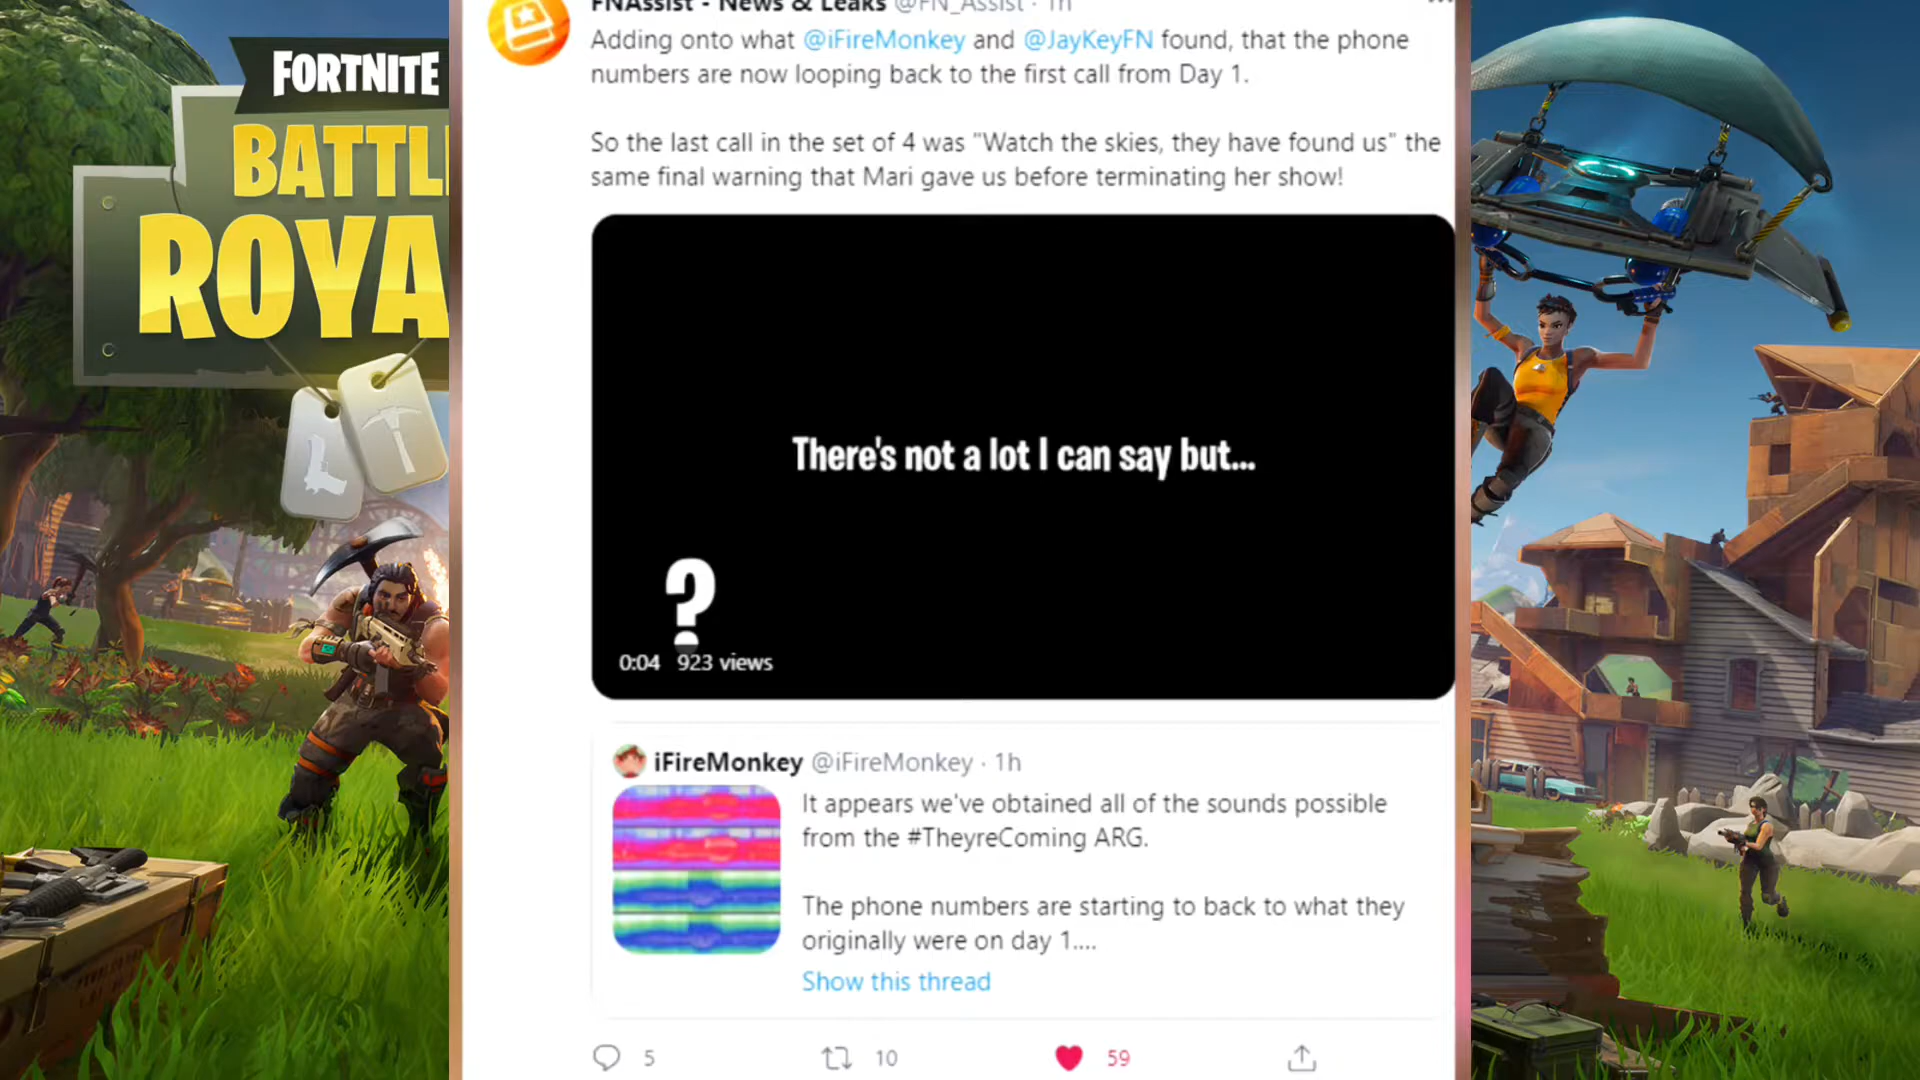 FORTNITE
BATTL
ROYA
FNAssist - News & Leaks @FN_Assist · 1h
Adding onto what @iFireMonkey and @JayKeyFN found, that the phone
numbers are now looping back to the first call from Day 1.
So the last call in the set of 4 was "Watch the skies, they have found us" the
same final warning that Mari gave us before terminating her show!
There's not a lot I can say but...
?
0:04 923 views
iFireMonkey @iFireMonkey · 1h
It appears we've obtained all of the sounds possible
from the #TheyreComing ARG.
The phone numbers are starting to back to what they
originally were on day 1....
Show this thread
5 10 59